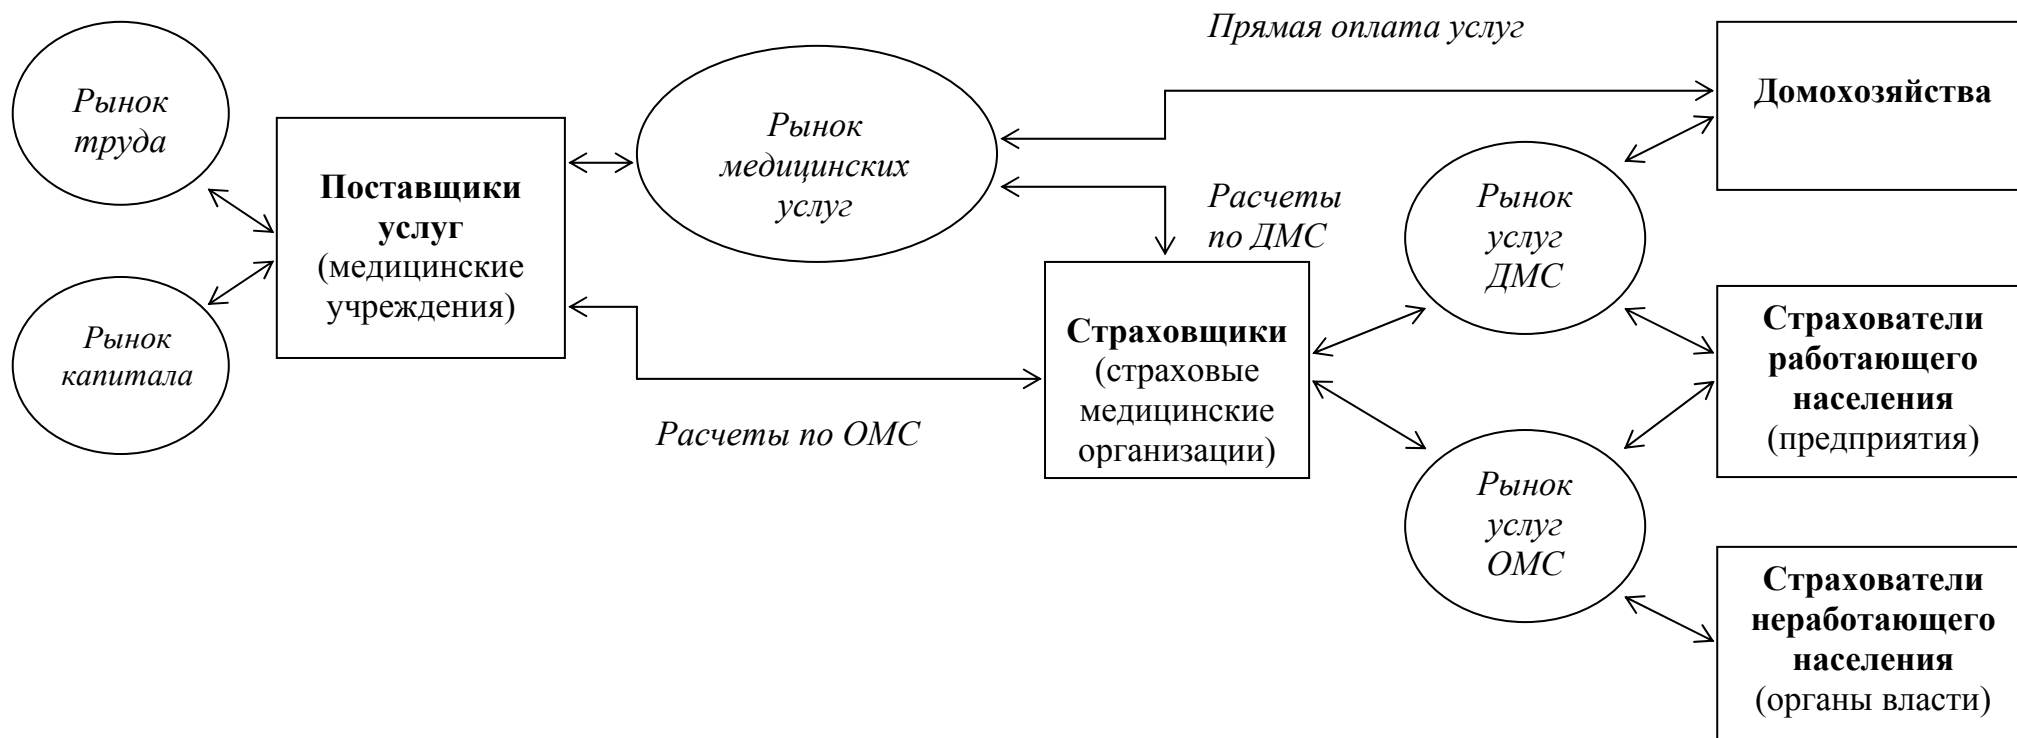 Прямая оплата услуг
Рынок
труда
Поставщики
услуг
(медицинские
учреждения)
Рынок
капитала
Рынок
медицинских
услуг
Расчеты
по ДМС
Расчеты по ОМС
Страховщики
(страховые
медицинские
организации)
Рынок
услуг
ДМС
Рынок
услуг
ОМС
Домохозяйства
Страхователи
работающего
населения
(предприятия)
Страхователи
неработающего
населения
(органы власти)